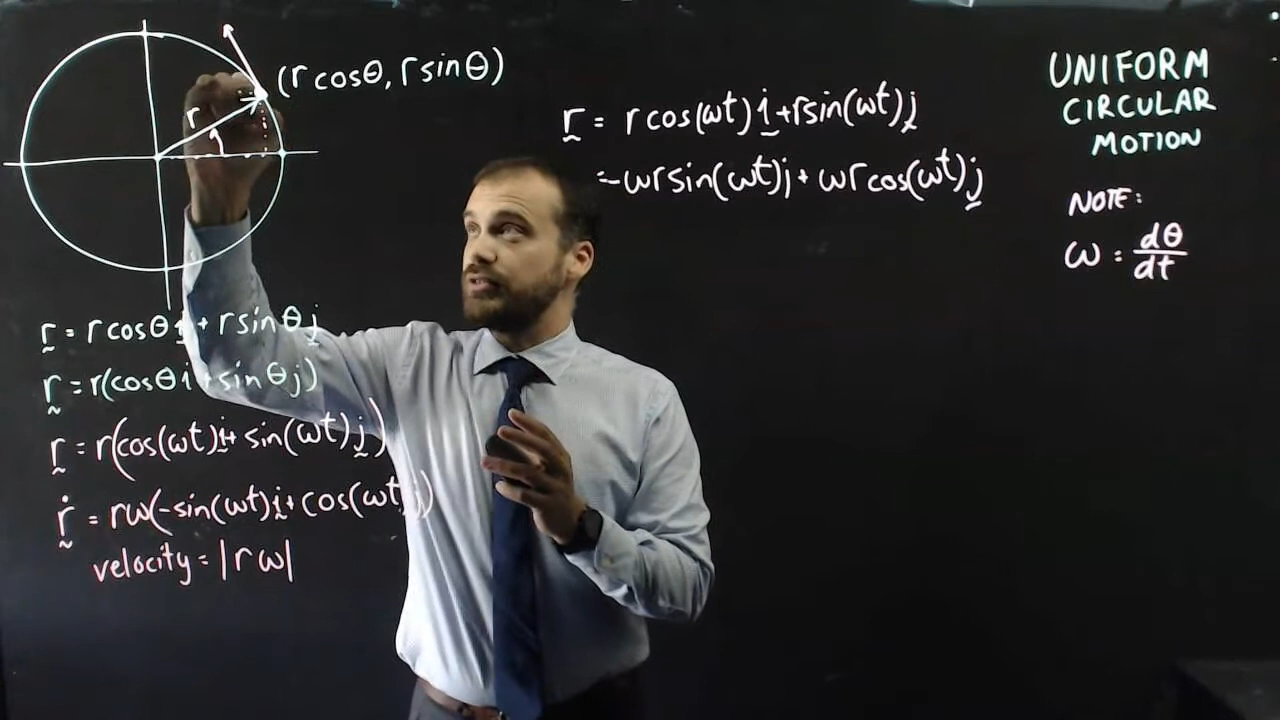 (r cosθ, r sinθ)
r
r = r cosθ i + r sinθ j
r = r(cosθ i + sinθ j)
r = r(cos(ωt)i + sin(ωt)j)
ṙ = rω(-sin(ωt)i + cos(ωt)j)
velocity = |rω|
r = r cos(ωt)i + r sin(ωt)j
= -ωr sin(ωt)j + ωr cos(ωt)j
UNIFORM
CIRCULAR
MOTION
NOTE:
ω = dθ/dt